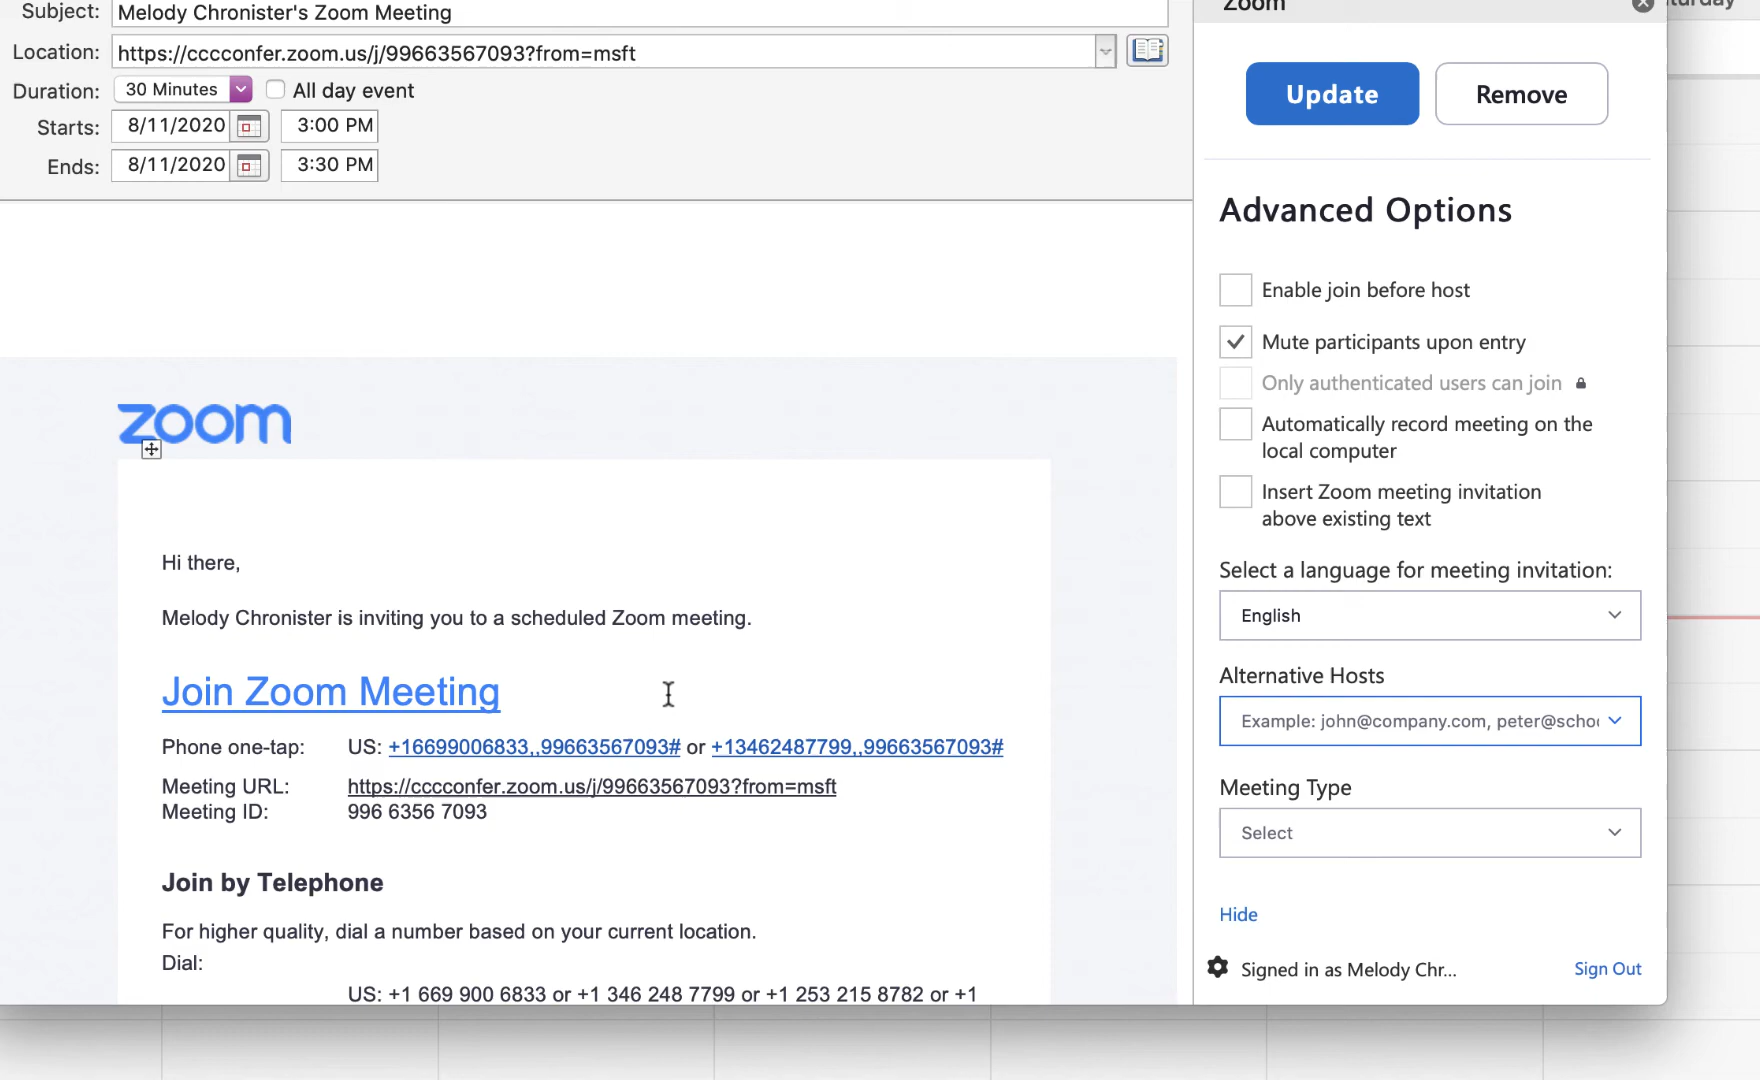 Subject: Melody Chronister's Zoom Meeting
Location: https://cccconfer.zoom.us/j/99663567093?from=msft
Duration: 30 Minutes All day event
Starts: 8/11/2020 3:00 PM
Ends: 8/11/2020 3:30 PM
zoom
Hi there,
Melody Chronister is inviting you to a scheduled Zoom meeting.
Join Zoom Meeting
Phone one-tap: US: +16699006833,,99663567093# or +13462487799,,99663567093#
Meeting URL: https://cccconfer.zoom.us/j/99663567093?from=msft
Meeting ID: 996 6356 7093
Join by Telephone
For higher quality, dial a number based on your current location.
Dial:
US: +1 669 900 6833 or +1 346 248 7799 or +1 253 215 8782 or +1
Zoom
Update Remove
Advanced Options
Enable join before host
Mute participants upon entry
Only authenticated users can join
Automatically record meeting on the
local computer
Insert Zoom meeting invitation
above existing text
Select a language for meeting invitation:
English
Alternative Hosts
Example: john@company.com, peter@schoo
Meeting Type
Select
Hide
Signed in as Melody Chr... Sign Out